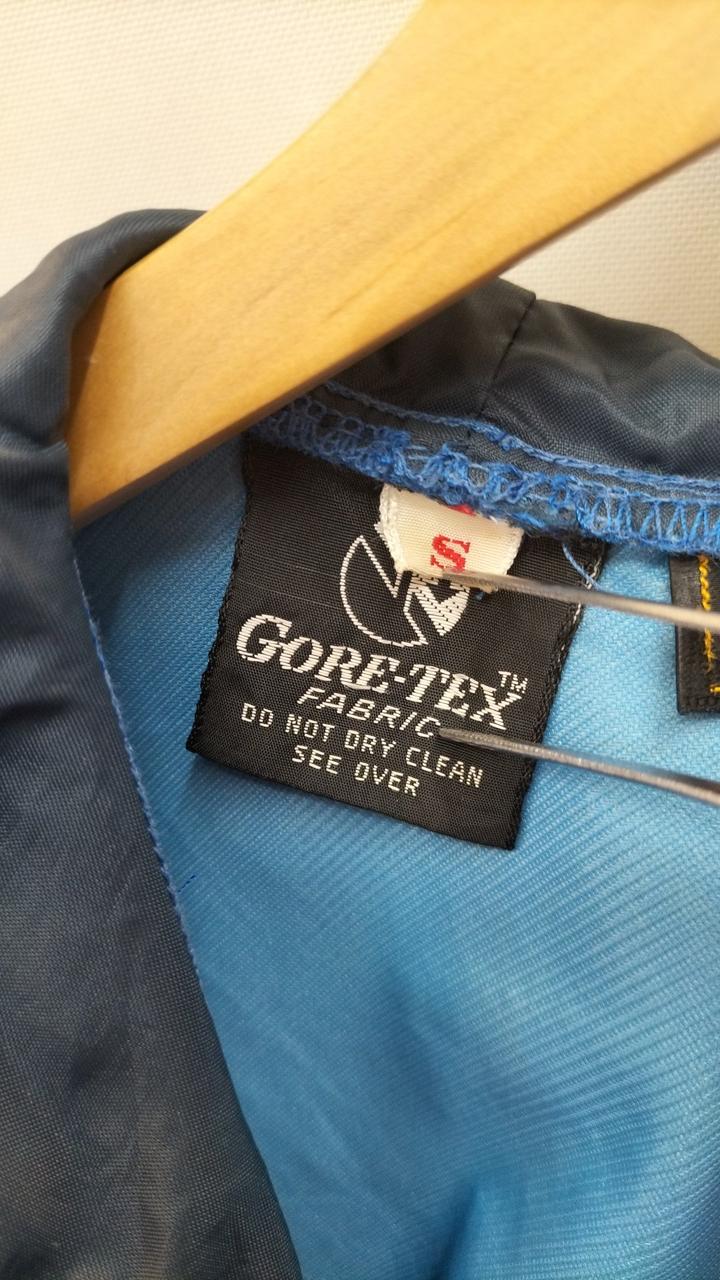 S
GORE-TEX™
FABRIC
DO NOT DRY CLEAN
SEE OVER